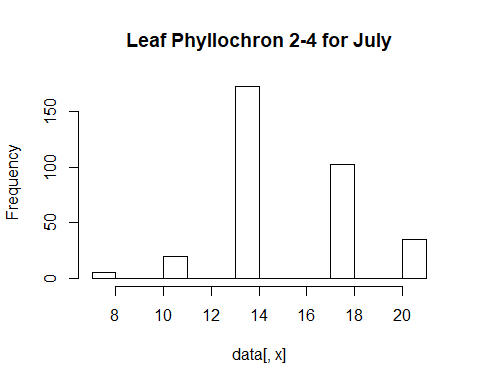 Leaf Phyllochron 2-4 for July
Frequency
150
100
50
0
8 10 12 14 16 18 20
data[, x]